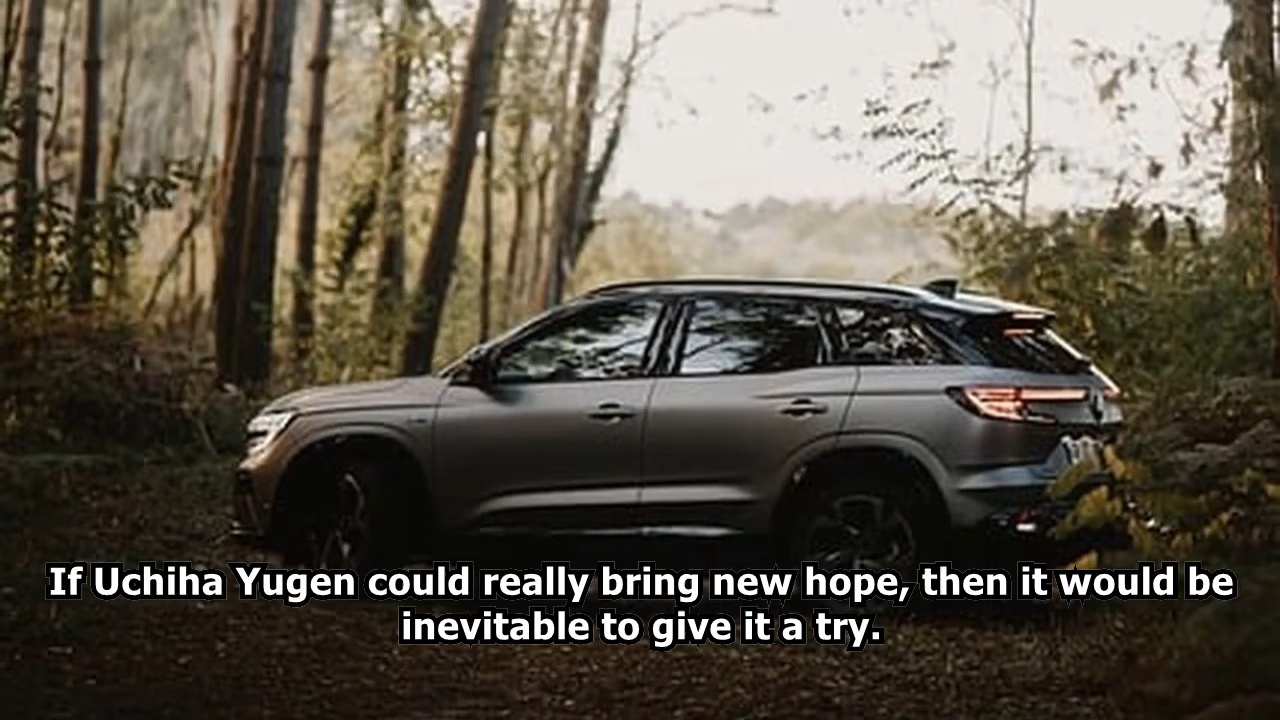 If Uchiha Yugen could really bring new hope, then it would be
inevitable to give it a try.